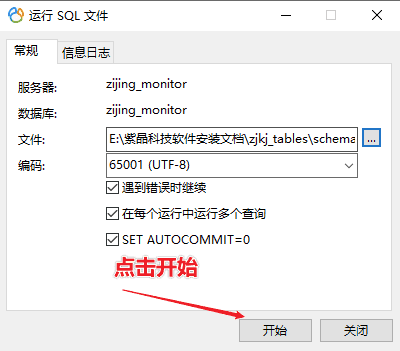 运行 SQL 文件
常规
信息日志
服务器:
zijing_monitor
数据库:
zijing_monitor
文件:
E:\紫晶科技软件安装文档\zjkj_tables\schema
...
编码:
65001 (UTF-8)
遇到错误时继续
在每个运行中运行多个查询
SET AUTOCOMMIT=0
点击开始
开始
关闭